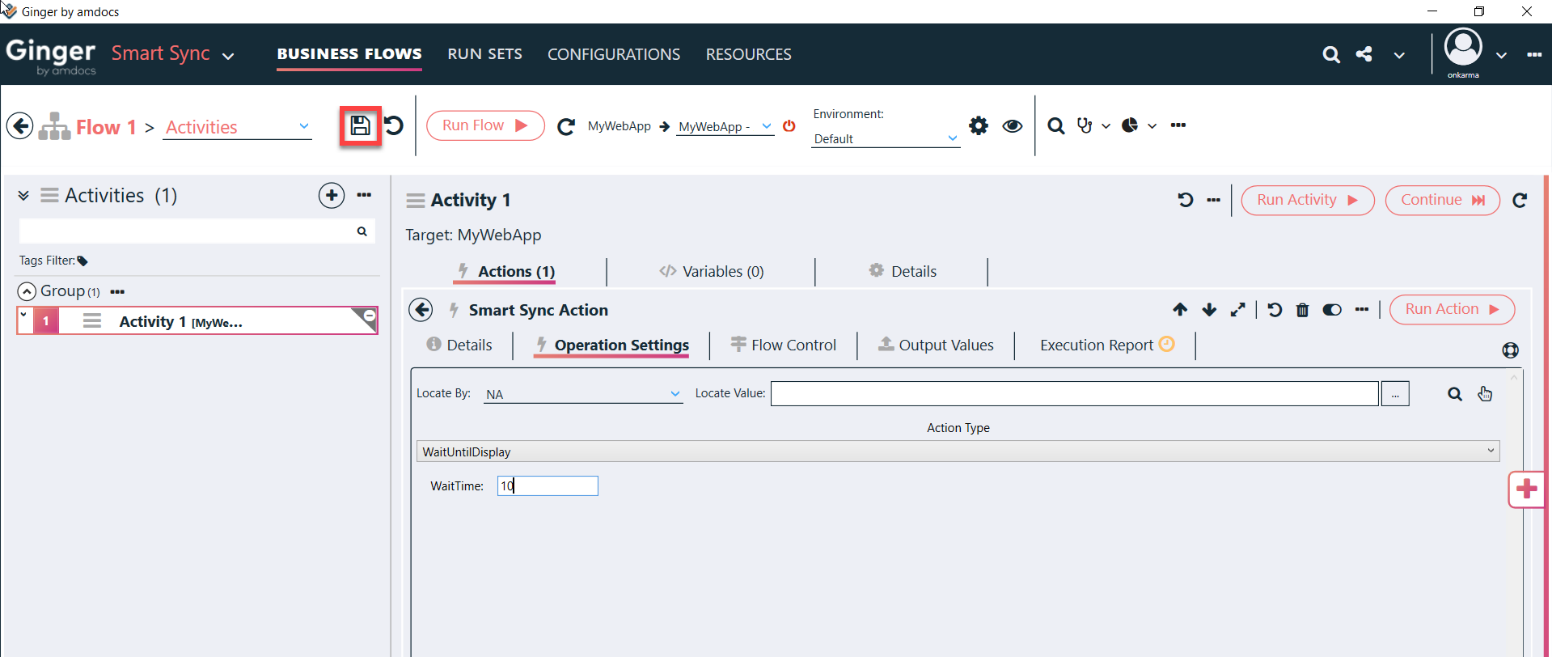 Ginger by amdocs
Ginger by amdocs Smart Sync BUSINESS FLOWS RUN SETS CONFIGURATIONS RESOURCES
onkarma
Flow 1 > Activities Run Flow MyWebApp MyWebApp - Environment:
Default
Activities (1)
Tags Filter:
Group (1)
1 Activity 1 [MyWe...
Activity 1 Run Activity Continue
Target: MyWebApp
Actions (1) </> Variables (0) Details
Smart Sync Action Run Action
Details Operation Settings Flow Control Output Values Execution Report
Locate By: NA Locate Value: ...
Action Type
WaitUntilDisplay
WaitTime: 10